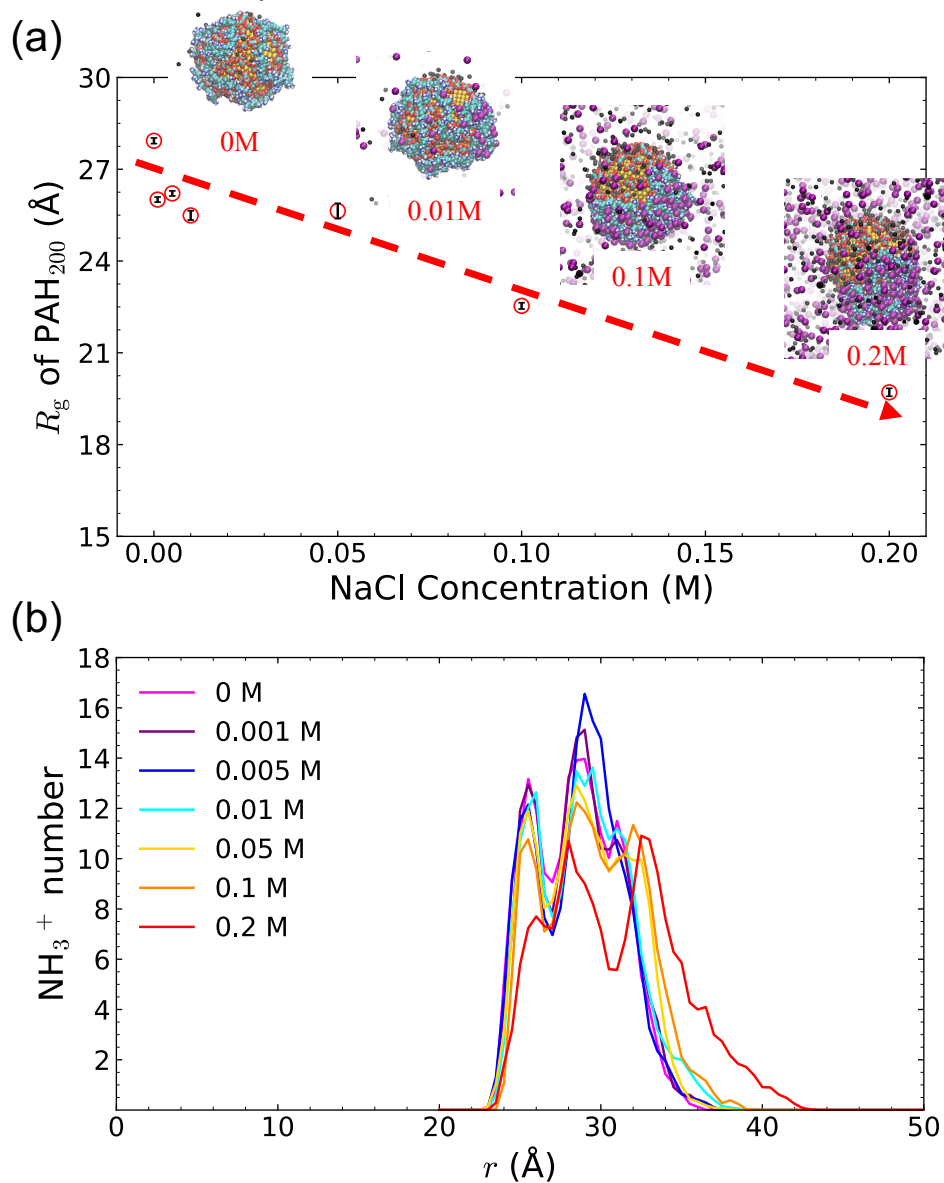 (a)
30
27
24
21
18
15
R_g of PAH_200 (Å)
0M
0.01M
0.1M
0.2M
0.00 0.05 0.10 0.15 0.20
NaCl Concentration (M)
(b)
18
16
14
12
10
8
6
4
2
NH_3^+ number
0 M
0.001 M
0.005 M
0.01 M
0.05 M
0.1 M
0.2 M
0 10 20 30 40 50
r (Å)